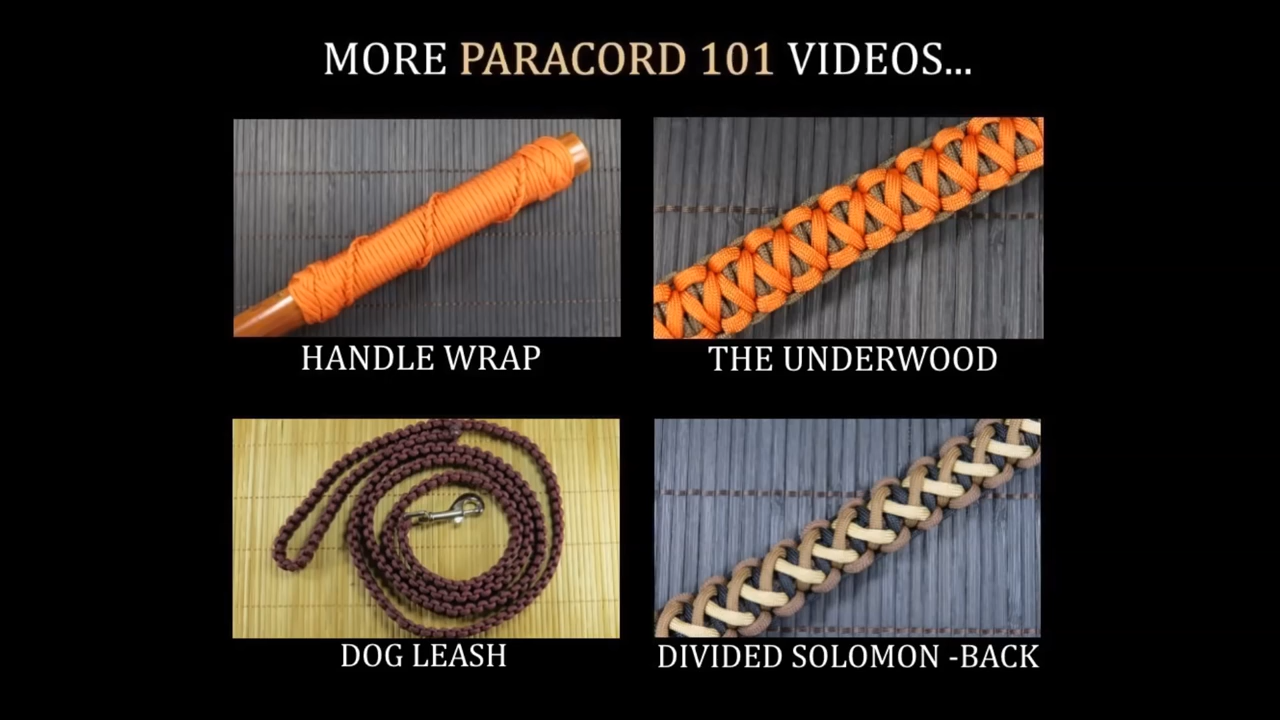 MORE PARACORD 101 VIDEOS...
HANDLE WRAP
THE UNDERWOOD
DOG LEASH
DIVIDED SOLOMON -BACK